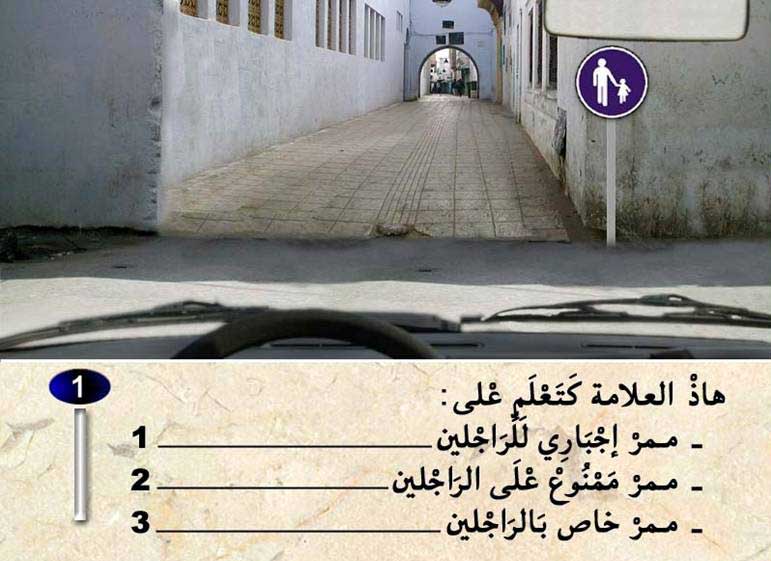 1
هاذْ العلامة كَتَعْلَمِ عْلى:
ـ ممرْ إجْبَارِي لَلرَاجْلين ________ 1
ـ ممرْ مَمْنُوعْ عْلَى الرَاجْلين ________ 2
ـ ممرْ خاص بَالرَاجْلين ________ 3